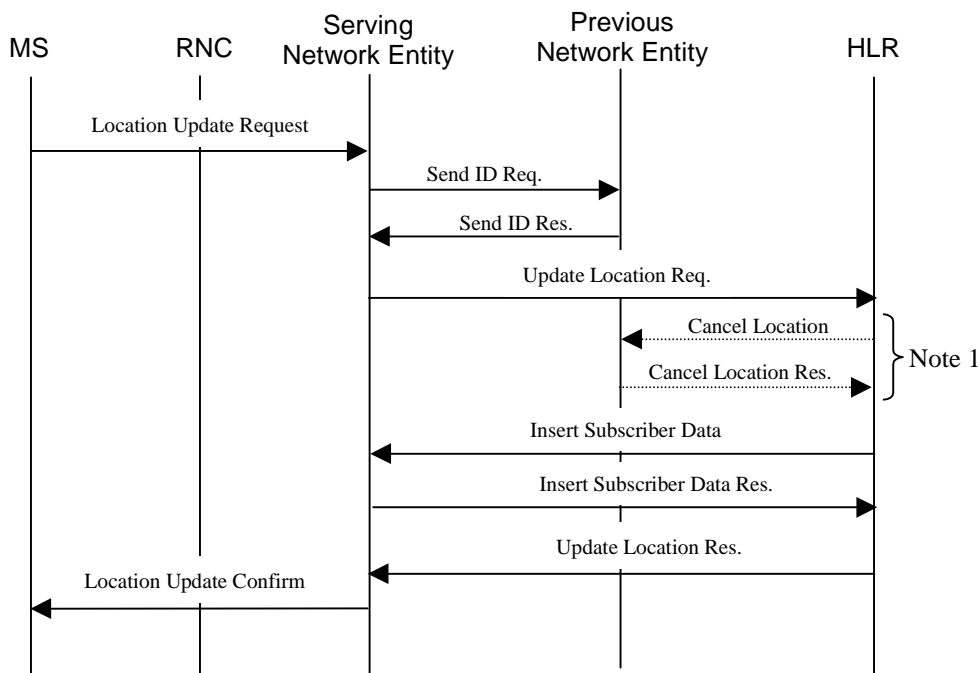 MS
RNC
Serving
Network Entity
Previous
Network Entity
HLR
Location Update Request
Send ID Req.
Send ID Res.
Update Location Req.
Cancel Location
Cancel Location Res.
Note 1
Insert Subscriber Data
Insert Subscriber Data Res.
Update Location Res.
Location Update Confirm